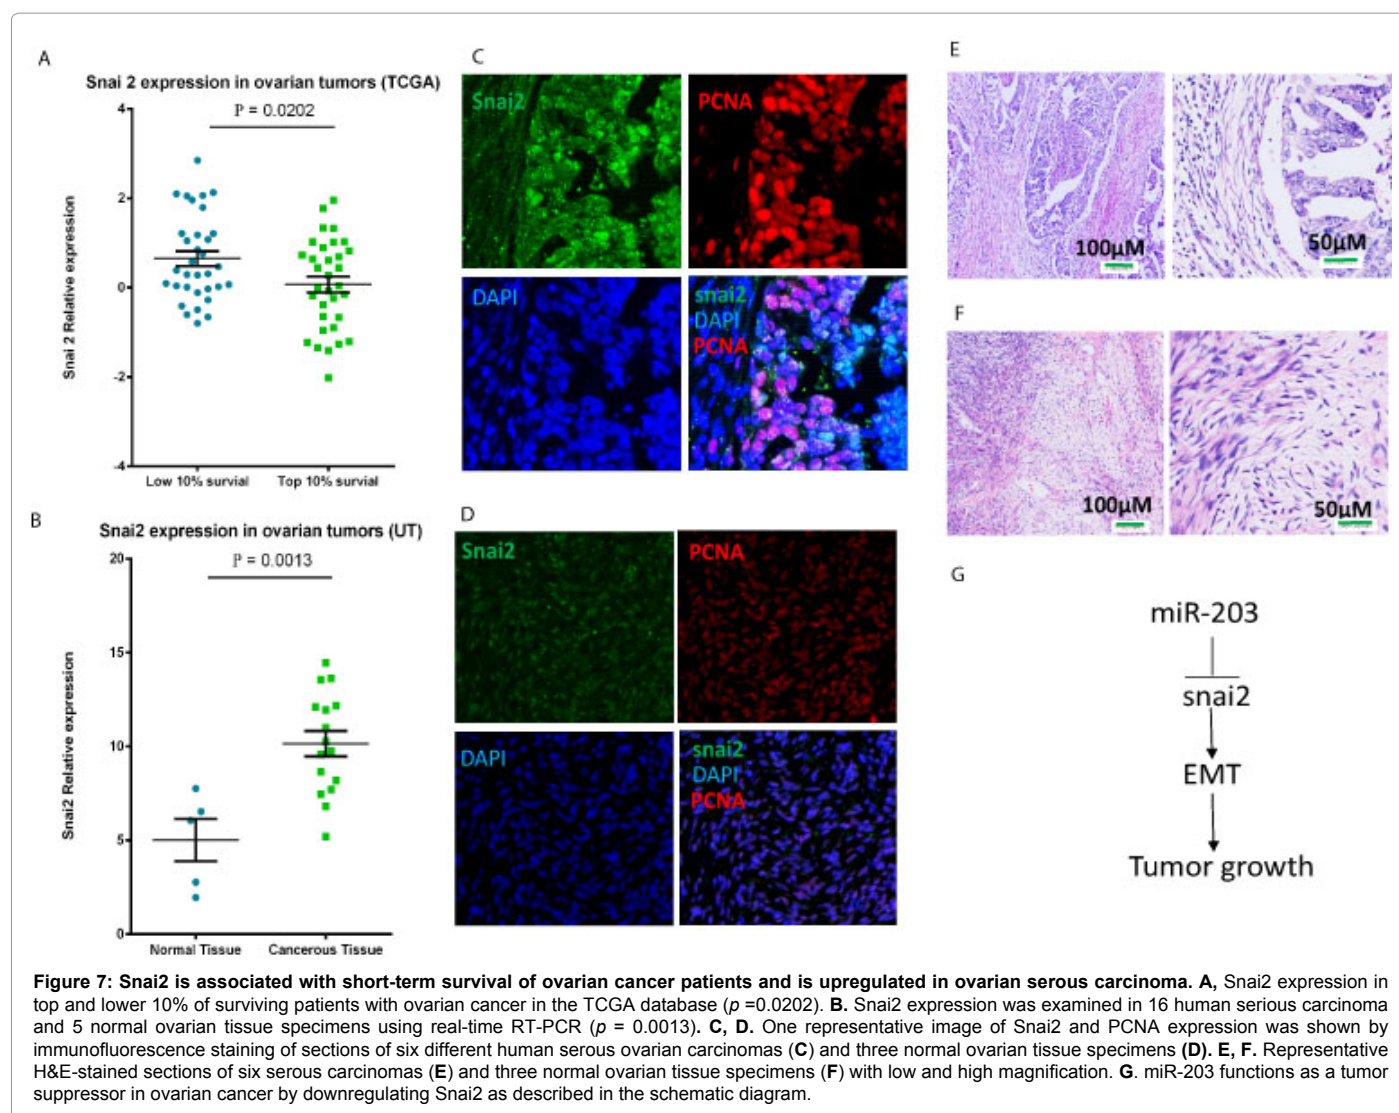 A
Snai 2 expression in ovarian tumors (TCGA)
P = 0.0202
4
2
0
-2
-4
Snai 2 Relative expression
Low 10% survial
Top 10% survial
B
Snai2 expression in ovarian tumors (UT)
P = 0.0013
20
15
10
5
0
Snai2 Relative expression
Normal Tissue
Cancerous Tissue
C
Snai2
PCNA
DAPI
snai2
DAPI
PCNA
D
Snai2
PCNA
DAPI
snai2
DAPI
PCNA
E
100µM
50µM
F
100µM
50µM
G
miR-203
snai2
EMT
Tumor growth
Figure 7: Snai2 is associated with short-term survival of ovarian cancer patients and is upregulated in ovarian serous carcinoma. A, Snai2 expression in
top and lower 10% of surviving patients with ovarian cancer in the TCGA database (p =0.0202). B. Snai2 expression was examined in 16 human serious carcinoma
and 5 normal ovarian tissue specimens using real-time RT-PCR (p = 0.0013). C, D. One representative image of Snai2 and PCNA expression was shown by
immunofluorescence staining of sections of six different human serous ovarian carcinomas (C) and three normal ovarian tissue specimens (D). E, F. Representative
H&E-stained sections of six serous carcinomas (E) and three normal ovarian tissue specimens (F) with low and high magnification. G. miR-203 functions as a tumor
suppressor in ovarian cancer by downregulating Snai2 as described in the schematic diagram.